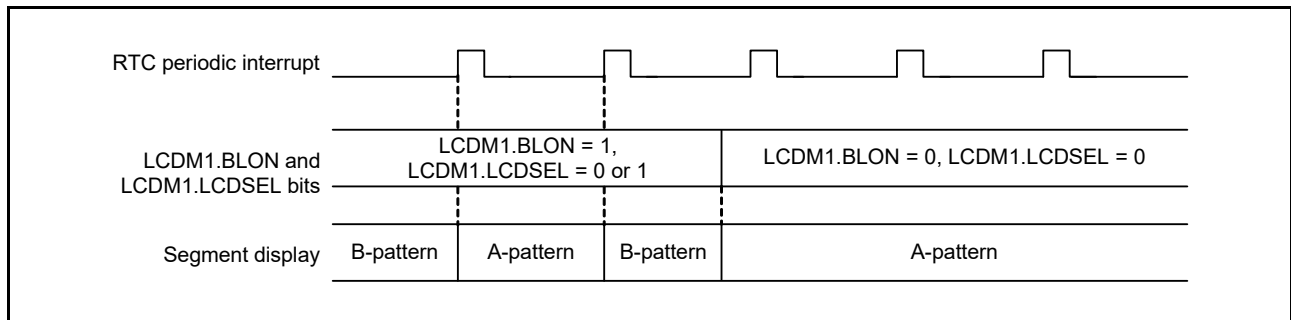 RTC periodic interrupt
LCDM1.BLON and
LCDM1.LCDSEL bits
LCDM1.BLON = 1,
LCDM1.LCDSEL = 0 or 1
LCDM1.BLON = 0, LCDM1.LCDSEL = 0
Segment display
B-pattern
A-pattern
B-pattern
A-pattern